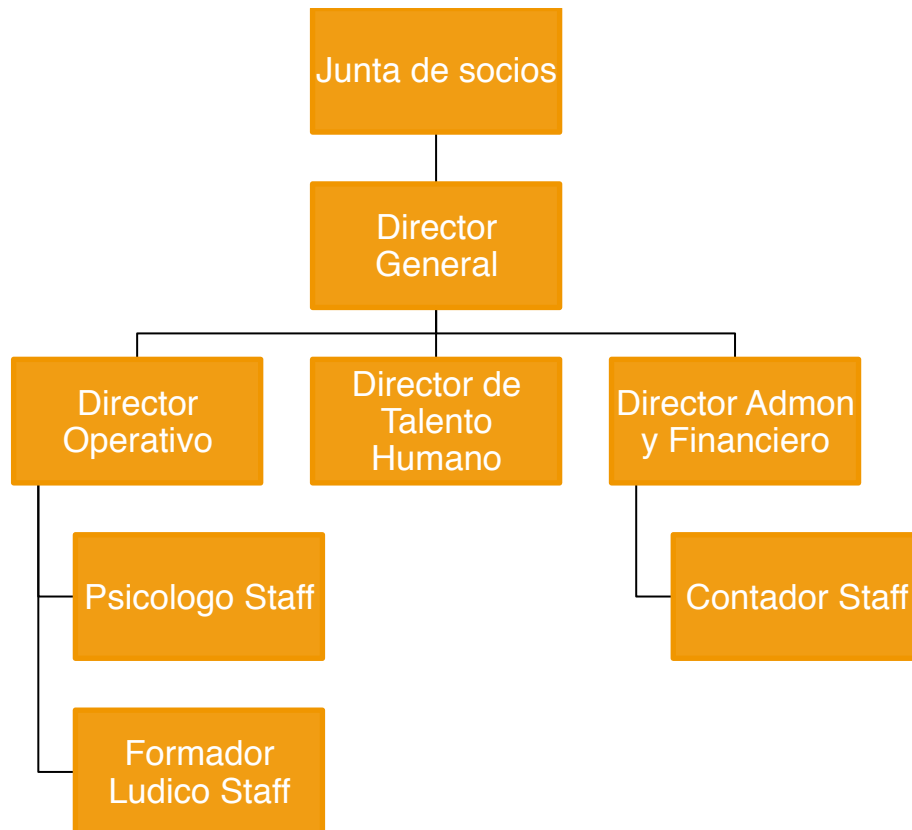 Junta de socios
Director
General
Director
Operativo
Director de
Talento
Humano
Director Admon
y Financiero
Psicologo Staff
Contador Staff
Formador
Ludico Staff